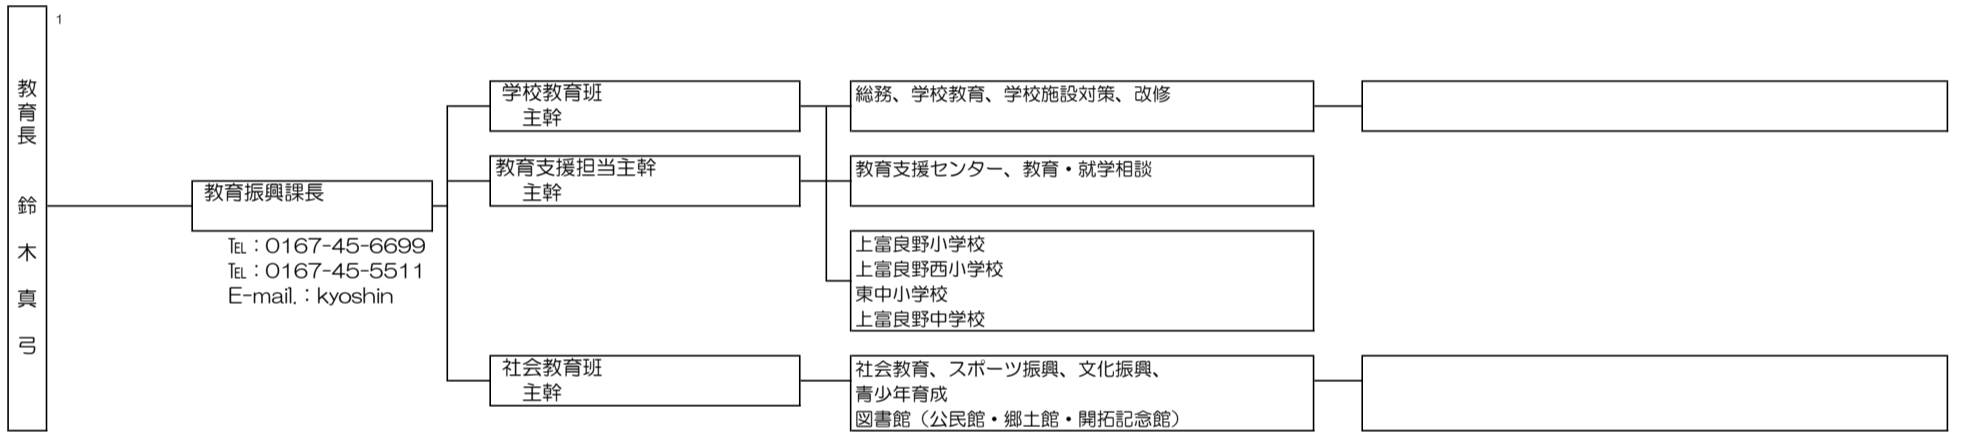 1
教育長　鈴木真弓
教育振興課長
℡：0167-45-6699
℡：0167-45-5511
E-mail.：kyoshin
学校教育班
主幹
総務、学校教育、学校施設対策、改修
教育支援担当主幹
主幹
教育支援センター、教育・就学相談
上富良野小学校
上富良野西小学校
東中小学校
上富良野中学校
社会教育班
主幹
社会教育、スポーツ振興、文化振興、
青少年育成
図書館（公民館・郷土館・開拓記念館）